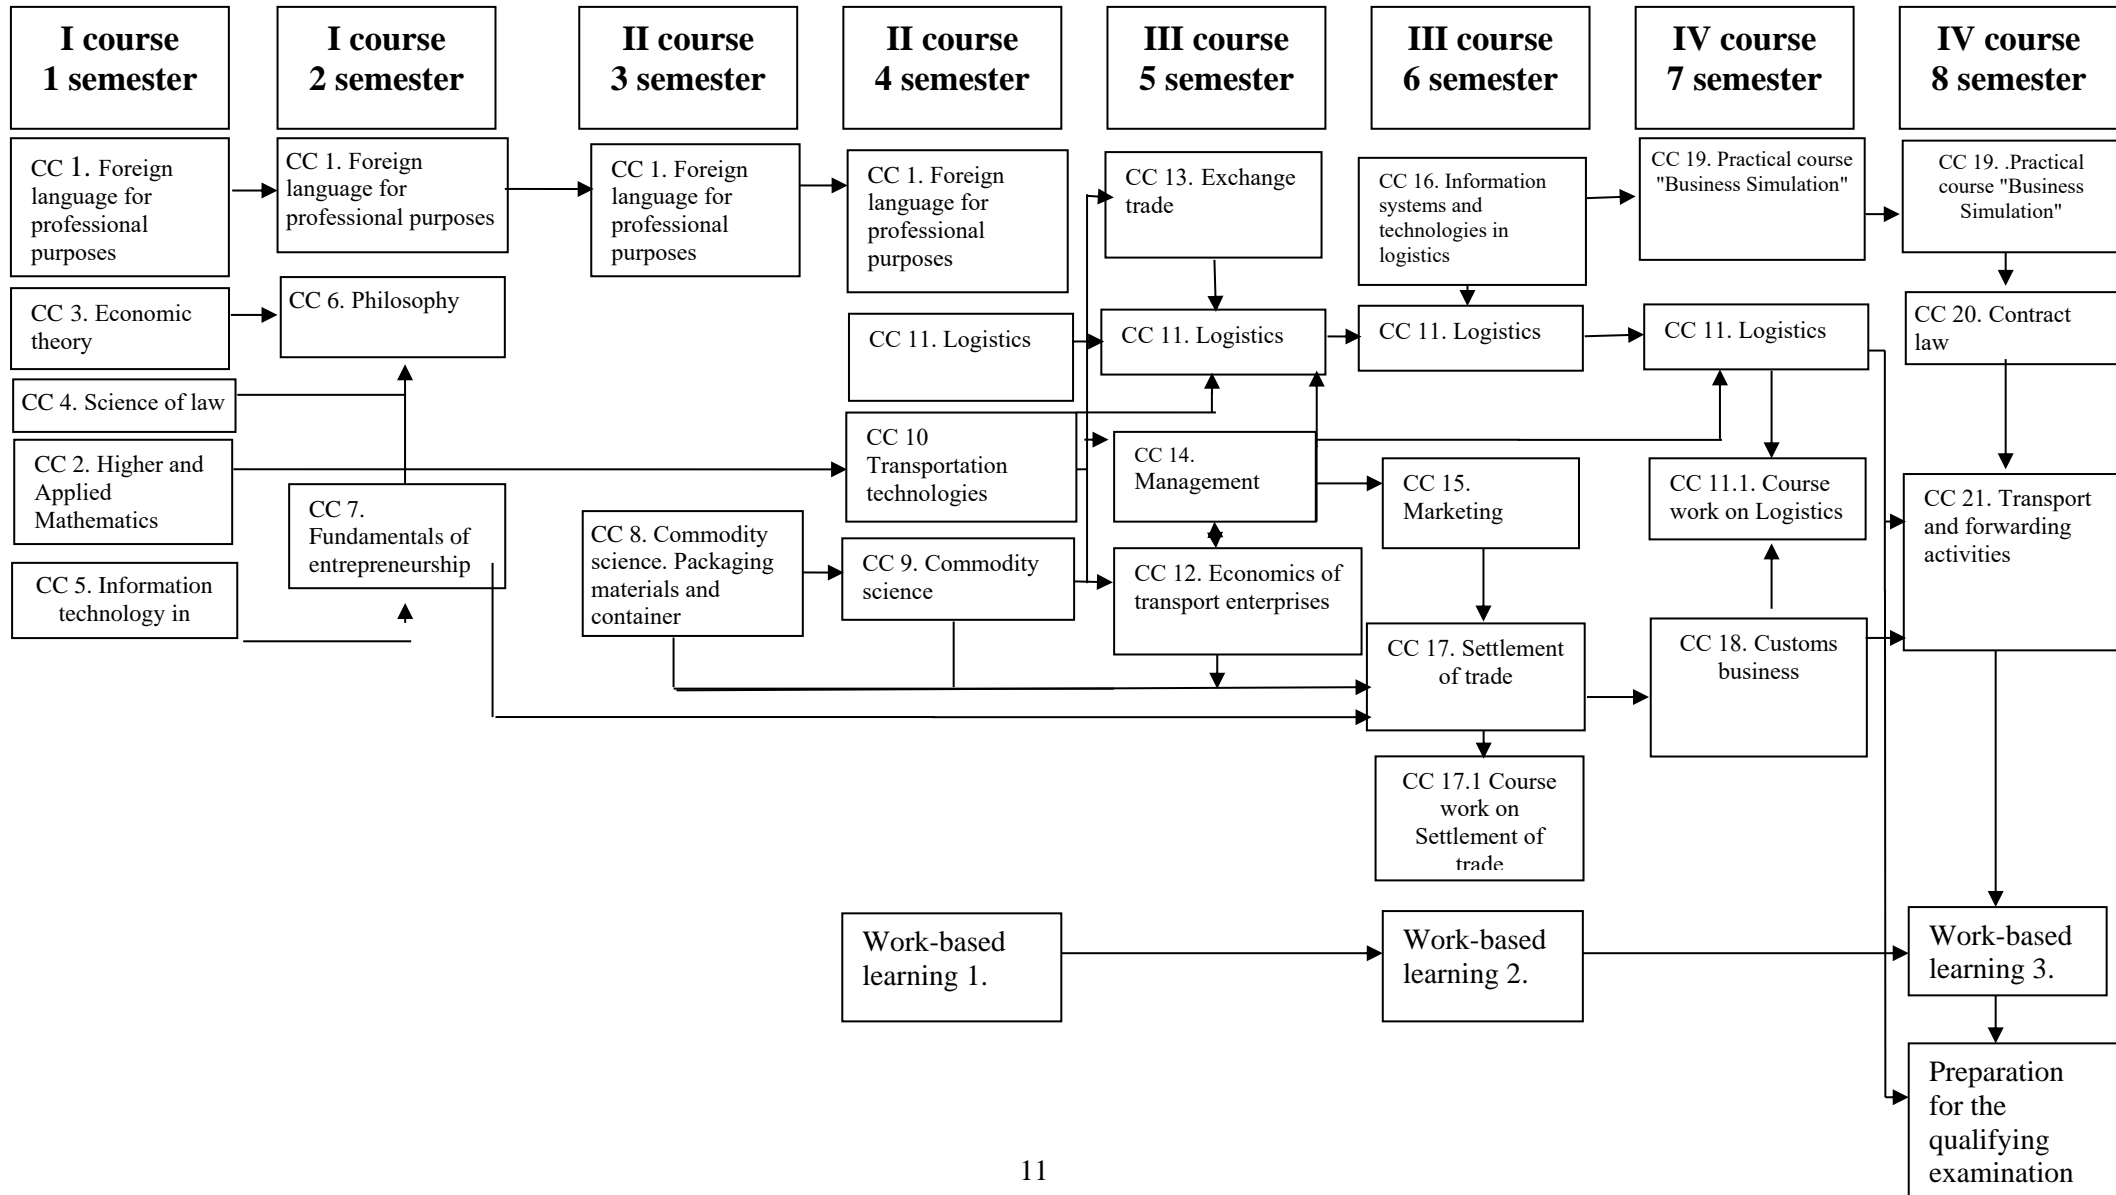 I course
1 semester
I course
2 semester
II course
3 semester
II course
4 semester
III course
5 semester
III course
6 semester
IV course
7 semester
IV course
8 semester
CC 1. Foreign
language for
professional
purposes
CC 1. Foreign
language for
professional purposes
CC 1. Foreign
language for
professional
purposes
CC 1. Foreign
language for
professional
purposes
CC 13. Exchange
trade
CC 16. Information
systems and
technologies in
logistics
CC 19. Practical course
"Business Simulation"
CC 19. .Practical
course "Business
Simulation"
CC 3. Economic
theory
CC 6. Philosophy
CC 11. Logistics
CC 11. Logistics
CC 11. Logistics
CC 11. Logistics
CC 20. Contract
law
CC 4. Science of law
CC 2. Higher and
Applied
Mathematics
CC 7.
Fundamentals of
entrepreneurship
CC 10
Transportation
technologies
CC 14.
Management
CC 15.
Marketing
CC 11.1. Course
work on Logistics
CC 21. Transport
and forwarding
activities
CC 5. Information
technology in
CC 8. Commodity
science. Packaging
materials and
container
CC 9. Commodity
science
CC 12. Economics of
transport enterprises
CC 17. Settlement
of trade
CC 18. Customs
business
CC 17.1 Course
work on
Settlement of
trade
Work-based
learning 1.
Work-based
learning 2.
Work-based
learning 3.
Preparation
for the
qualifying
examination
11